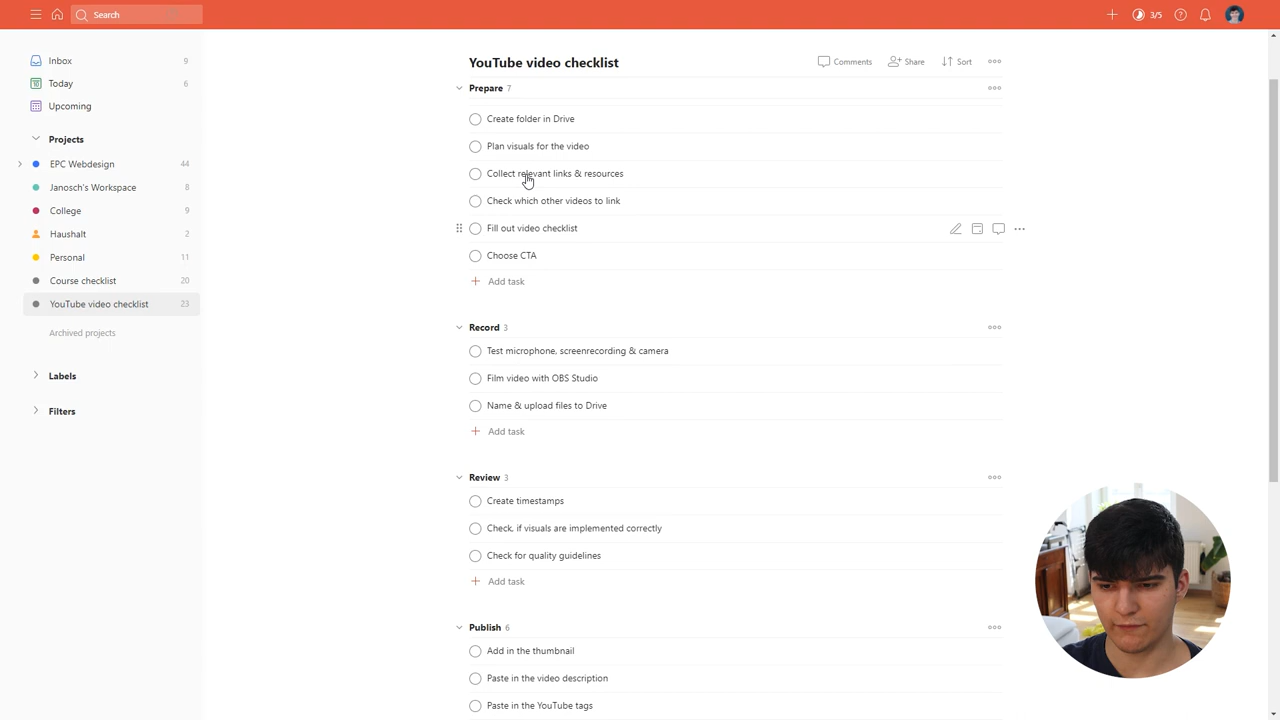 Search
3/5
Inbox 9
Today 6
Upcoming
Projects
EPC Webdesign 44
Janosch's Workspace 8
College 9
Haushalt 2
Personal 11
Course checklist 20
YouTube video checklist 23
Archived projects
Labels
Filters
YouTube video checklist
Comments Share Sort
Prepare 7
Create folder in Drive
Plan visuals for the video
Collect relevant links & resources
Check which other videos to link
Fill out video checklist
Choose CTA
Add task
Record 3
Test microphone, screenrecording & camera
Film video with OBS Studio
Name & upload files to Drive
Add task
Review 3
Create timestamps
Check, if visuals are implemented correctly
Check for quality guidelines
Add task
Publish 6
Add in the thumbnail
Paste in the video description
Paste in the YouTube tags